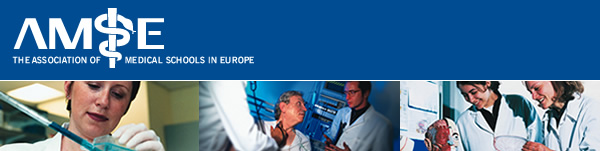 AMSE
THE ASSOCIATION OF MEDICAL SCHOOLS IN EUROPE